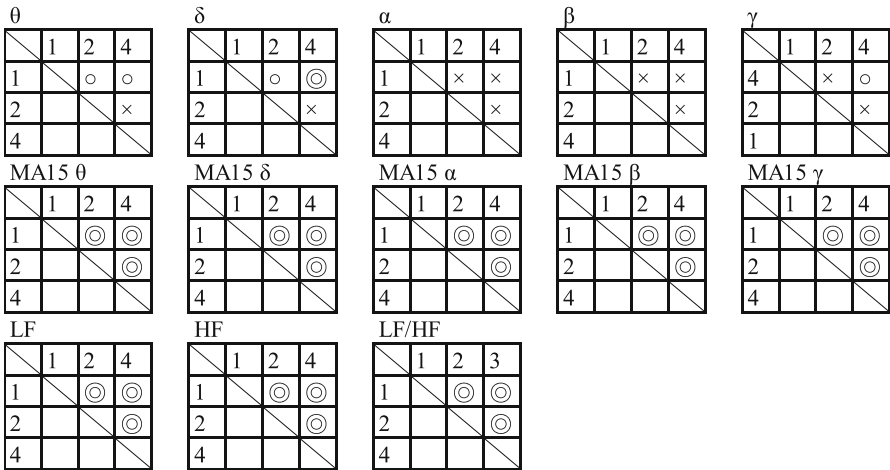 θ δ α β γ
1 2 4 1 2 4 1 2 4 1 2 4 1 2 4
1 ○ ○ 1 ○ ◎ 1 × × 1 × × 4 × ○
2 × 2 × 2 × 2 × 2 ×
4 4 4 4 1
MA15 θ MA15 δ MA15 α MA15 β MA15 γ
1 2 4 1 2 4 1 2 4 1 2 4 1 2 4
1 ◎ ◎ 1 ◎ ◎ 1 ◎ ◎ 1 ◎ ◎ 1 ◎ ◎
2 ◎ 2 ◎ 2 ◎ 2 ◎ 2 ◎
4 4 4 4 4
LF HF LF/HF
1 2 4 1 2 4 1 2 3
1 ◎ ◎ 1 ◎ ◎ 1 ◎ ◎
2 ◎ 2 ◎ 2 ◎
4 4 4